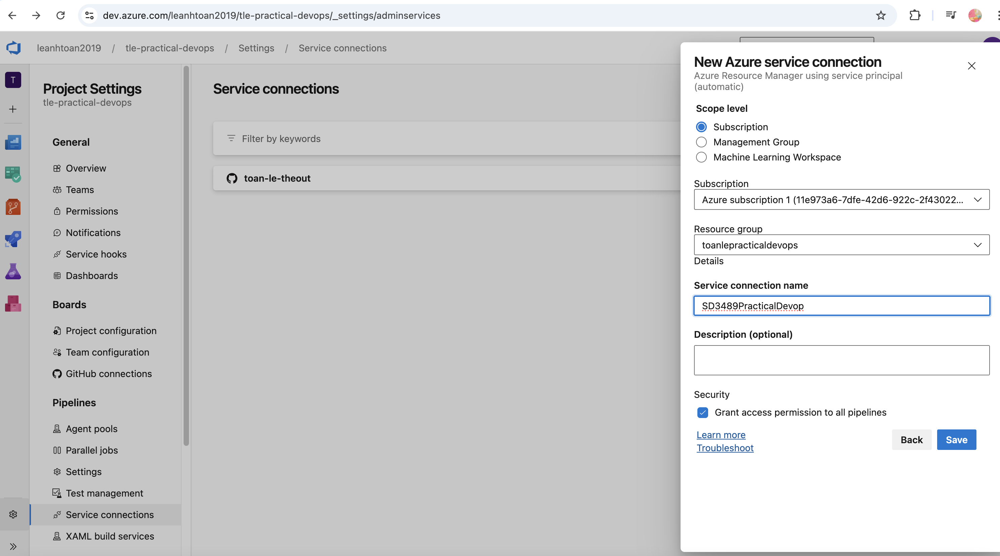 dev.azure.com/leanhtoan2019/tle-practical-devops/_settings/adminservices
leanhtoan2019 / tle-practical-devops / Settings / Service connections
T
Project Settings
tle-practical-devops
General
Overview
Teams
Permissions
Notifications
Service hooks
Dashboards
Boards
Project configuration
Team configuration
GitHub connections
Pipelines
Agent pools
Parallel jobs
Settings
Test management
Service connections
XAML build services
Service connections
Filter by keywords
toan-le-theout
New Azure service connection
Azure Resource Manager using service principal
(automatic)
Scope level
Subscription
Management Group
Machine Learning Workspace
Subscription
Azure subscription 1 (11e973a6-7dfe-42d6-922c-2f43022...
Resource group
toanlepracticaldevops
Details
Service connection name
SD3489PracticalDevop
Description (optional)
Security
Grant access permission to all pipelines
Learn more
Troubleshoot
Back
Save